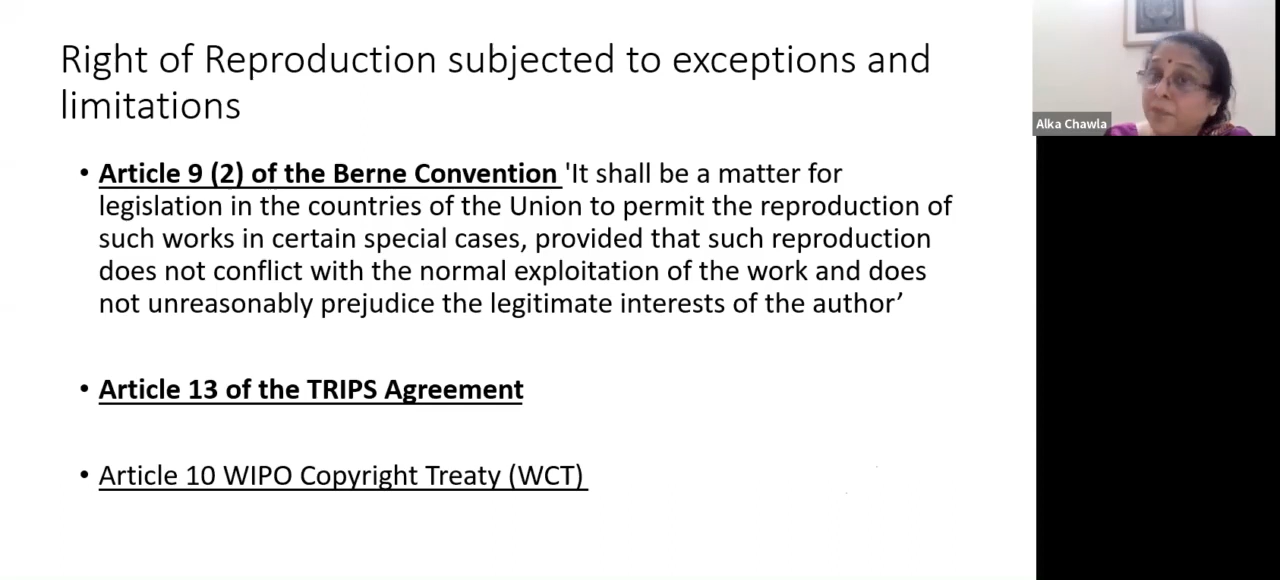 Right of Reproduction subjected to exceptions and
limitations
• Article 9 (2) of the Berne Convention 'It shall be a matter for
legislation in the countries of the Union to permit the reproduction of
such works in certain special cases, provided that such reproduction
does not conflict with the normal exploitation of the work and does
not unreasonably prejudice the legitimate interests of the author’
• Article 13 of the TRIPS Agreement
• Article 10 WIPO Copyright Treaty (WCT)
Alka Chawla